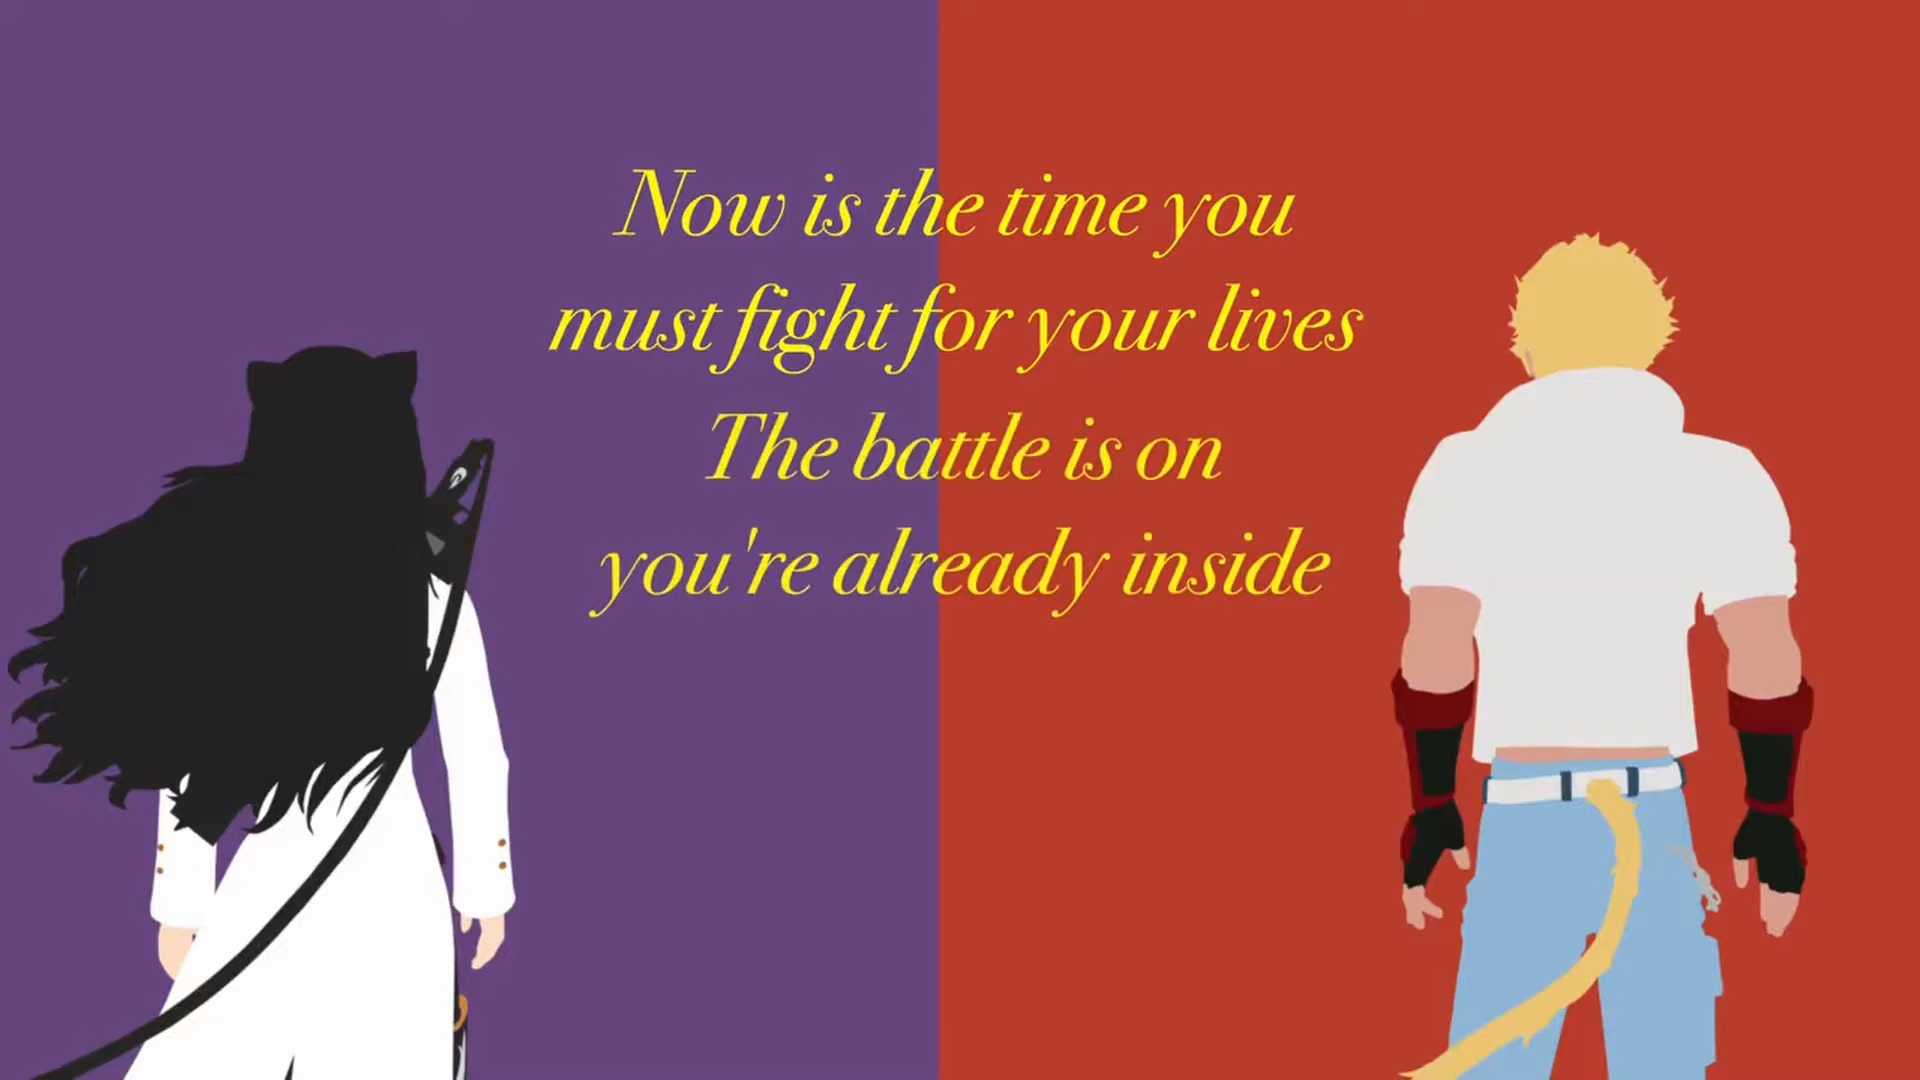 Now is the time you
must fight for your lives
The battle is on
you're already inside